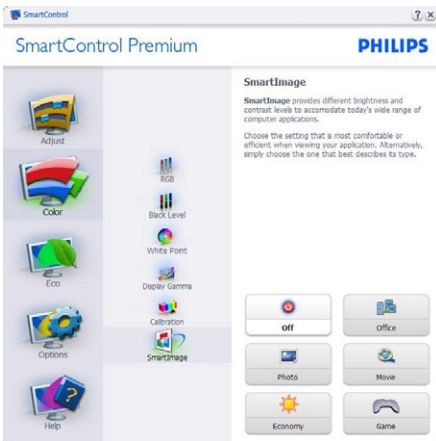 SmartControl
SmartControl Premium
PHILIPS
Adjust
Color
Eco
Options
Help
RGB
Black Level
White Point
Display Gamma
Calibration
SmartImage
SmartImage
SmartImage provides different brightness and
contrast levels to accomodate today's wide range of
computer applications.
Choose the setting that is most comfortable or
efficient when viewing your application. Alternatively,
simply choose the one that best describes its type.
Off
Office
Photo
Movie
Economy
Game